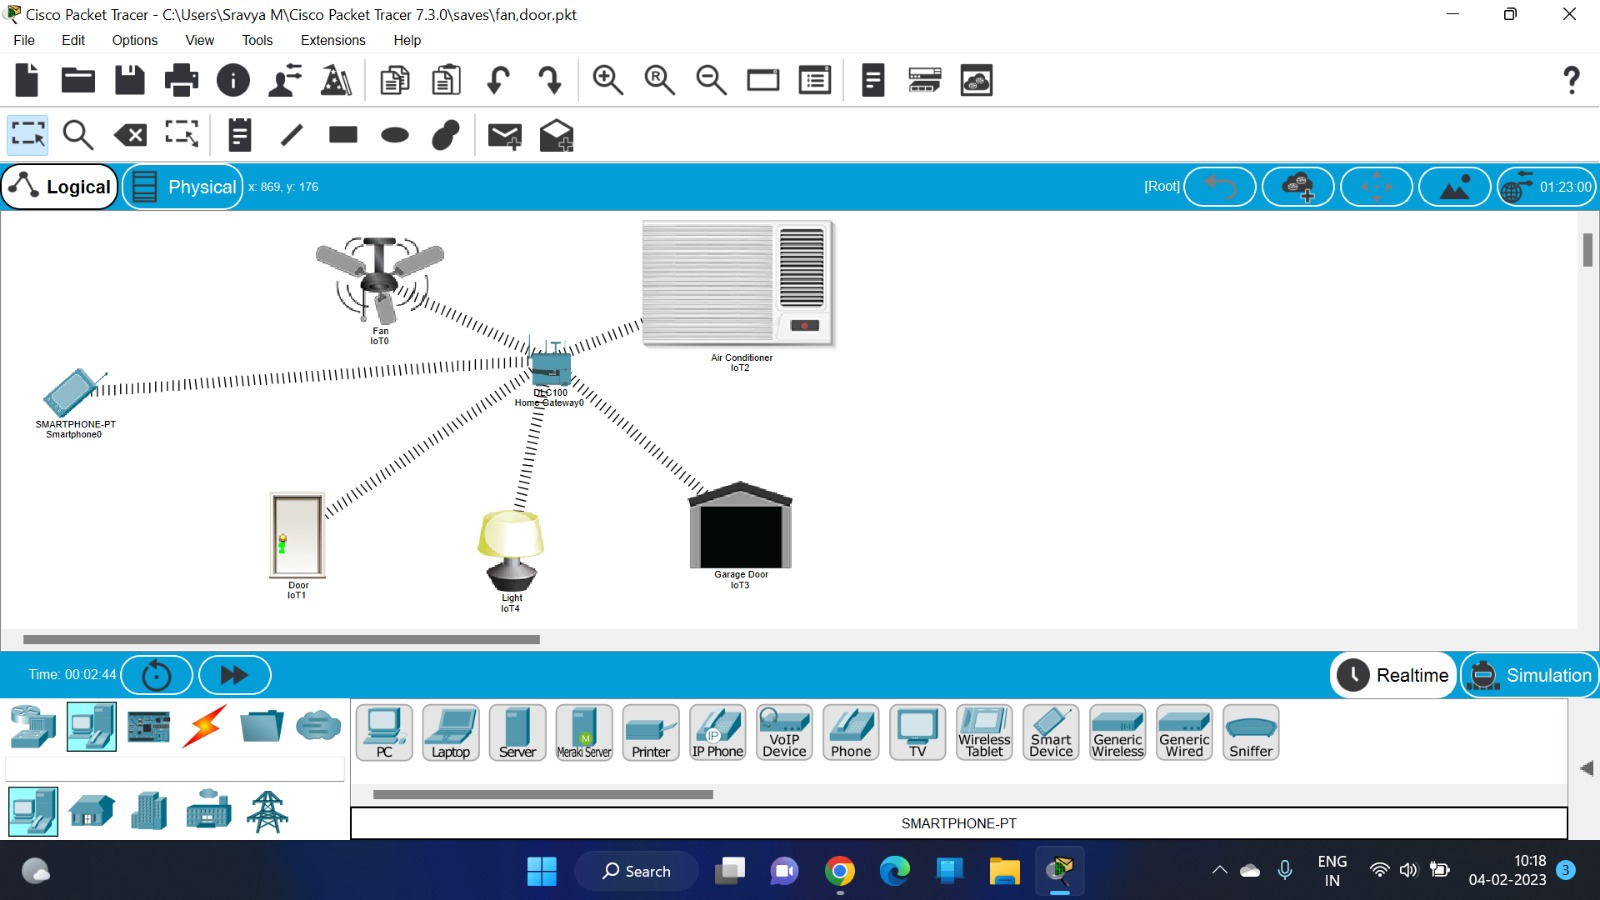 Cisco Packet Tracer - C:\Users\Sravya M\Cisco Packet Tracer 7.3.0\saves\fan,door.pkt
File Edit Options View Tools Extensions Help
Logical Physical x: 869, y: 176 [Root] 01:23:00
Fan
IoT0
Air Conditioner
IoT2
DLC100
Home Gateway0
SMARTPHONE-PT
Smartphone0
Door
IoT1
Light
IoT4
Garage Door
IoT3
Time: 00:02:44 Realtime Simulation
PC Laptop Server Meraki Server Printer IP Phone VoIP Device Phone TV Wireless Tablet Smart Device Generic Wireless Generic Wired Sniffer
SMARTPHONE-PT
Search
ENG
IN
10:18
04-02-2023
3